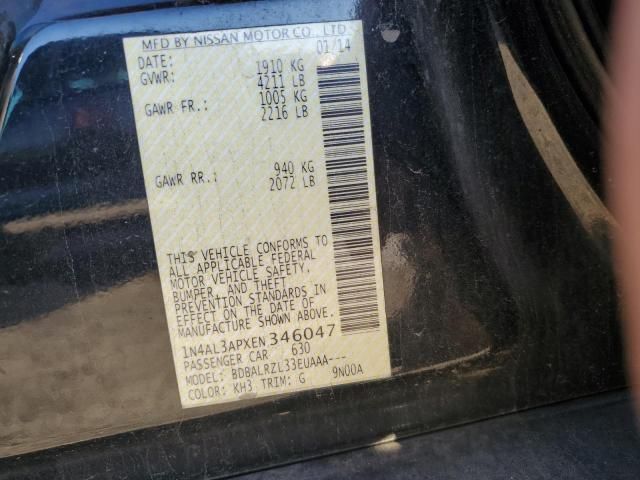 MFD BY NISSAN MOTOR CO., LTD.
DATE: 01/14
GVWR: 1910 KG
4211 LB
GAWR FR.: 1005 KG
2216 LB
GAWR RR.: 940 KG
2072 LB
THIS VEHICLE CONFORMS TO
ALL APPLICABLE FEDERAL
MOTOR VEHICLE SAFETY,
BUMPER, AND THEFT
PREVENTION STANDARDS IN
EFFECT ON THE DATE OF
MANUFACTURE SHOWN ABOVE.
1N4AL3APXEN346047
PASSENGER CAR 630
MODEL: BDBALRZL33EUAAA---
COLOR: KH3 TRIM: G 9N00A